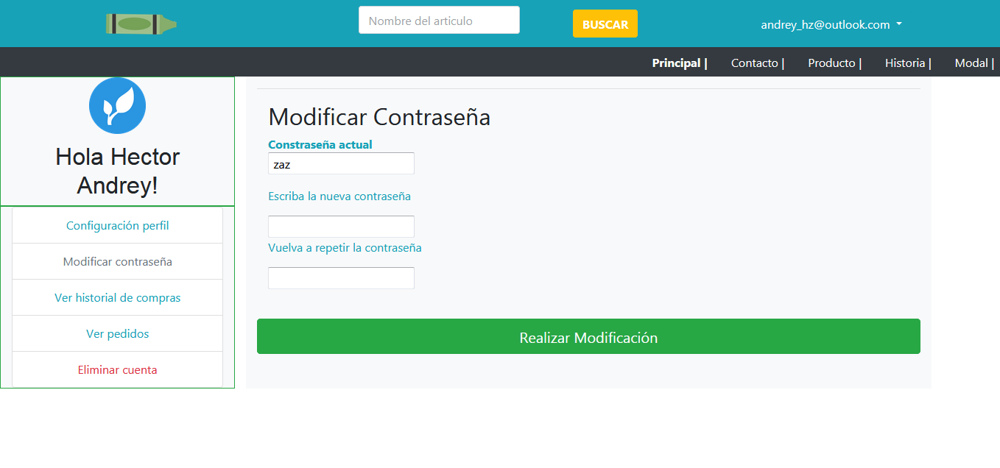 Nombre del articulo
BUSCAR
andrey_hz@outlook.com
Principal |
Contacto |
Producto |
Historia |
Modal |
Hola Hector
Andrey!
Configuración perfil
Modificar contraseña
Ver historial de compras
Ver pedidos
Eliminar cuenta
Modificar Contraseña
Constraseña actual
zaz
Escriba la nueva contraseña
Vuelva a repetir la contraseña
Realizar Modificación